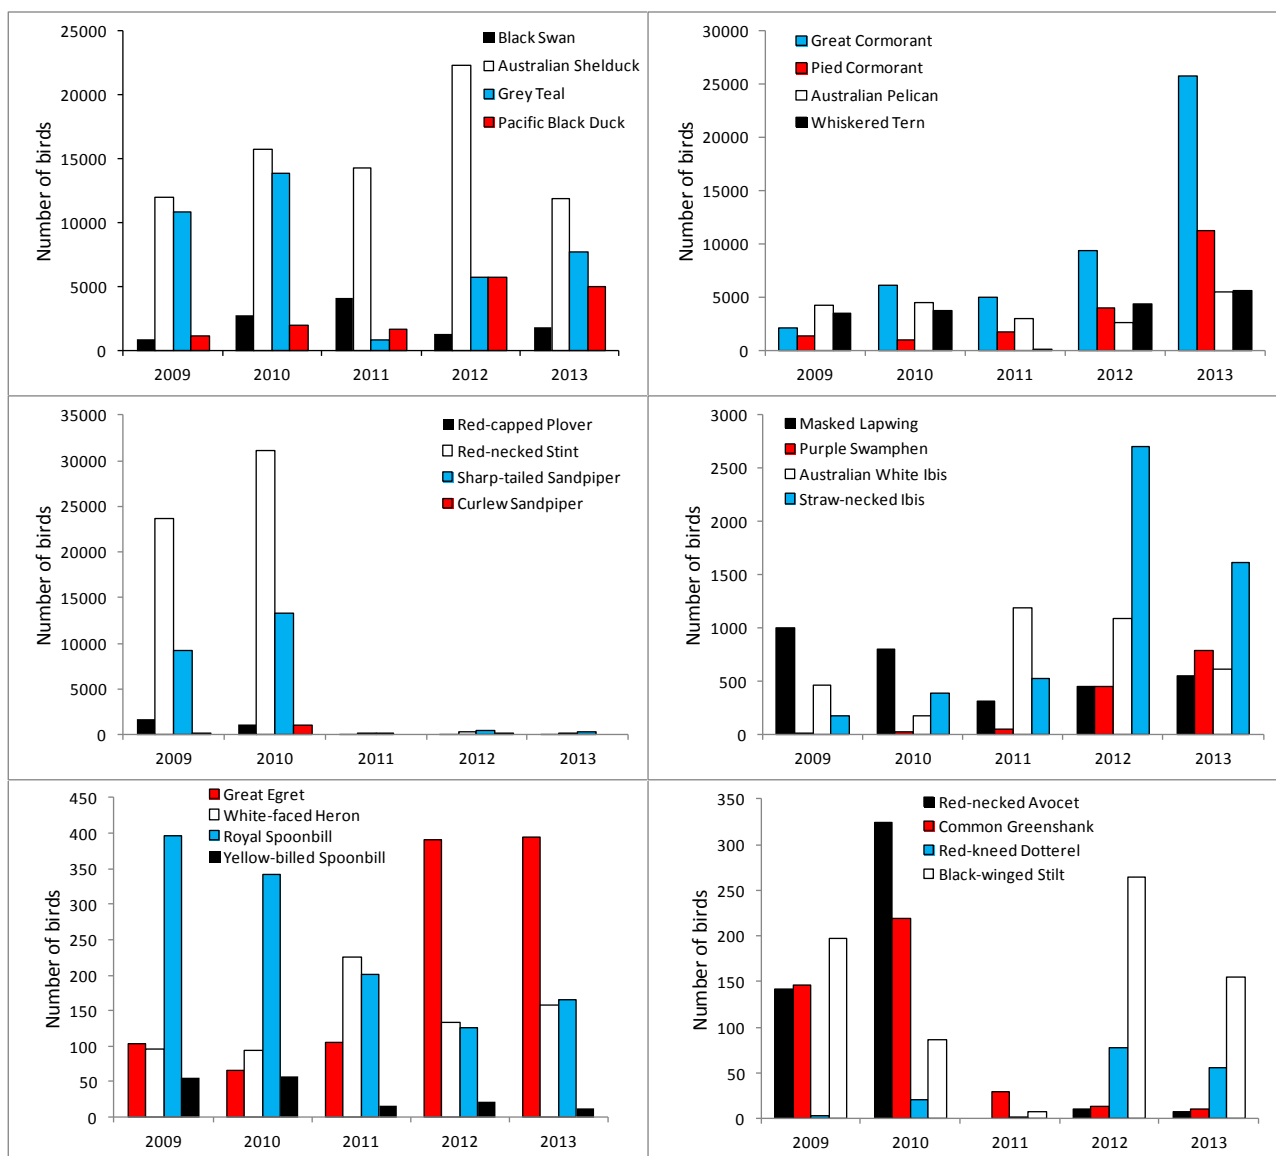 Number of birds
25000
20000
15000
10000
5000
0
Black Swan
Australian Shelduck
Grey Teal
Pacific Black Duck
2009 2010 2011 2012 2013
Number of birds
30000
25000
20000
15000
10000
5000
0
Great Cormorant
Pied Cormorant
Australian Pelican
Whiskered Tern
2009 2010 2011 2012 2013
Number of birds
35000
30000
25000
20000
15000
10000
5000
0
Red-capped Plover
Red-necked Stint
Sharp-tailed Sandpiper
Curlew Sandpiper
2009 2010 2011 2012 2013
Number of birds
3000
2500
2000
1500
1000
500
0
Masked Lapwing
Purple Swamphen
Australian White Ibis
Straw-necked Ibis
2009 2010 2011 2012 2013
Number of birds
450
400
350
300
250
200
150
100
50
0
Great Egret
White-faced Heron
Royal Spoonbill
Yellow-billed Spoonbill
2009 2010 2011 2012 2013
Number of birds
350
300
250
200
150
100
50
0
Red-necked Avocet
Common Greenshank
Red-kneed Dotterel
Black-winged Stilt
2009 2010 2011 2012 2013